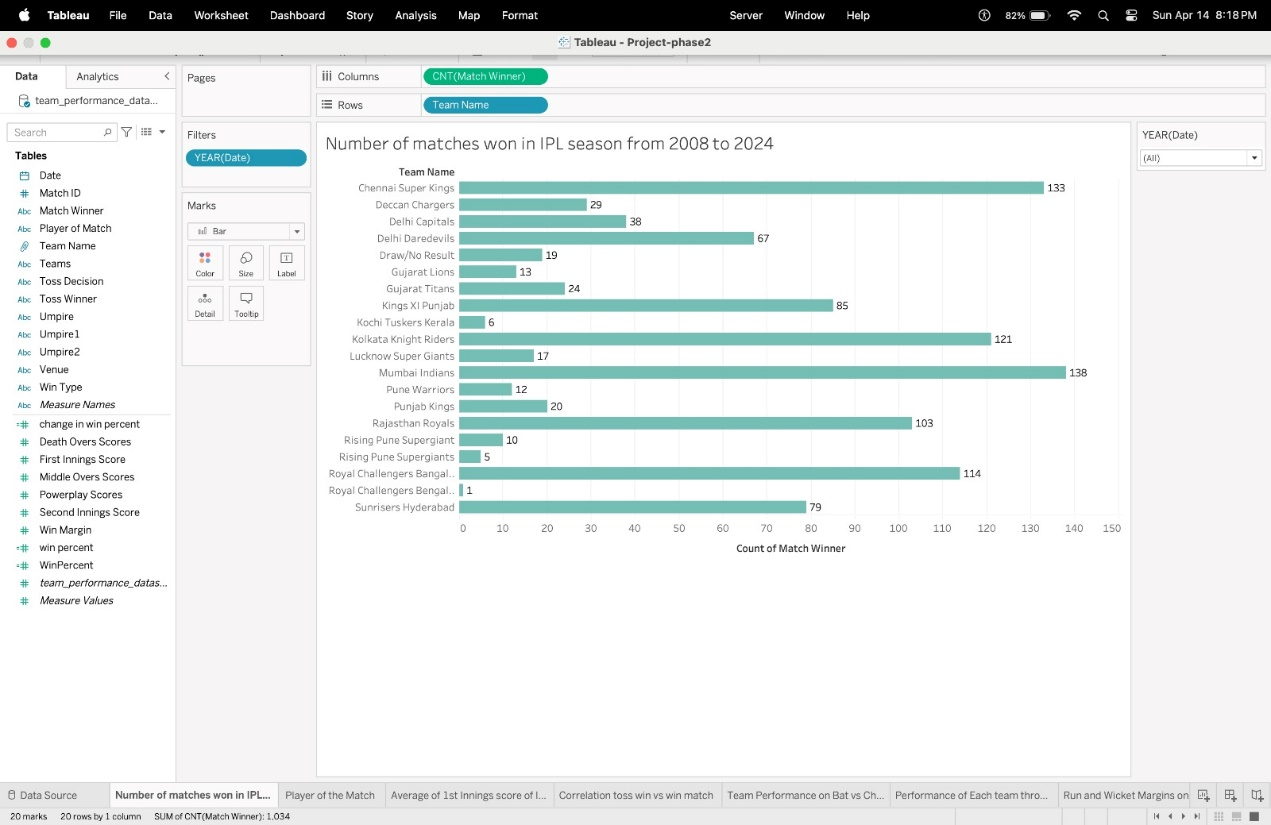 Tableau File Data Worksheet Dashboard Story Analysis Map Format Server Window Help 82% Sun Apr 14 8:18 PM
Tableau - Project-phase2
Data Analytics
team_performance_data...
Search
Tables
Date
Match ID
Match Winner
Player of Match
Team Name
Teams
Toss Decision
Toss Winner
Umpire
Umpire1
Umpire2
Venue
Win Type
Measure Names
change in win percent
Death Overs Scores
First Innings Score
Middle Overs Scores
Powerplay Scores
Second Innings Score
Win Margin
win percent
WinPercent
team_performance_datas...
Measure Values
Pages
Filters
YEAR(Date)
Marks
Bar
Color Size Label
Detail Tooltip
Columns CNT(Match Winner)
Rows Team Name
Number of matches won in IPL season from 2008 to 2024
Team Name
Chennai Super Kings 133
Deccan Chargers 29
Delhi Capitals 38
Delhi Daredevils 67
Draw/No Result 19
Gujarat Lions 13
Gujarat Titans 24
Kings XI Punjab 85
Kochi Tuskers Kerala 6
Kolkata Knight Riders 121
Lucknow Super Giants 17
Mumbai Indians 138
Pune Warriors 12
Punjab Kings 20
Rajasthan Royals 103
Rising Pune Supergiant 10
Rising Pune Supergiants 5
Royal Challengers Bangal.. 114
Royal Challengers Bengal.. 1
Sunrisers Hyderabad 79
0 10 20 30 40 50 60 70 80 90 100 110 120 130 140 150
Count of Match Winner
YEAR(Date)
(All)
Data Source Number of matches won in IPL... Player of the Match Average of 1st Innings score of I... Correlation toss win vs win match Team Performance on Bat vs Ch... Performance of Each team thro... Run and Wicket Margins on
20 marks 20 rows by 1 column SUM of CNT(Match Winner): 1,034